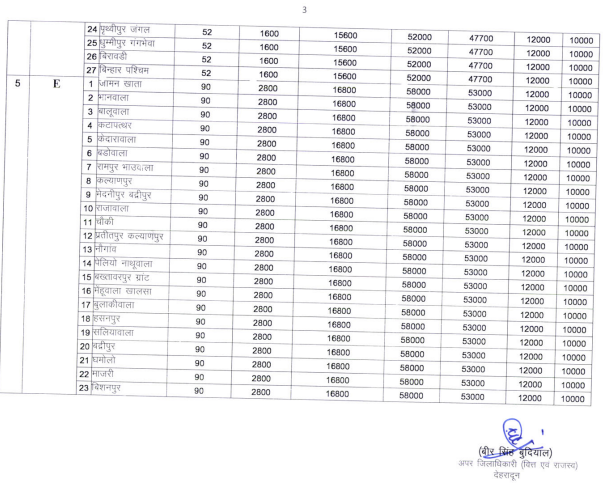 3
24 पृथ्वीपुर जंगल 52 1600 15600 52000 47700 12000 10000
25 धुम्मीपुर गंगभेवा 52 1600 15600 52000 47700 12000 10000
26 बिरावडी 52 1600 15600 52000 47700 12000 10000
27 बिन्हार पश्चिम 52 1600 15600 52000 47700 12000 10000
5 E 1 जामन खाता 90 2800 16800 58000 53000 12000 10000
2 भानवाला 90 2800 16800 58000 53000 12000 10000
3 बालूवाला 90 2800 16800 58000 53000 12000 10000
4 कटापत्थर 90 2800 16800 58000 53000 12000 10000
5 केदारावाला 90 2800 16800 58000 53000 12000 10000
6 बडोवाला 90 2800 16800 58000 53000 12000 10000
7 रामपुर भाउवाला 90 2800 16800 58000 53000 12000 10000
8 कल्याणपुर 90 2800 16800 58000 53000 12000 10000
9 मेदनीपुर बद्रीपुर 90 2800 16800 58000 53000 12000 10000
10 राजावाला 90 2800 16800 58000 53000 12000 10000
11 चौकी 90 2800 16800 58000 53000 12000 10000
12 प्रतीतपुर कल्याणपुर 90 2800 16800 58000 53000 12000 10000
13 नौगांव 90 2800 16800 58000 53000 12000 10000
14 पेलियो नाथूवाला 90 2800 16800 58000 53000 12000 10000
15 बख्तावरपुर ग्रांट 90 2800 16800 58000 53000 12000 10000
16 मेहूवाला खालसा 90 2800 16800 58000 53000 12000 10000
17 बुलाकीवाला 90 2800 16800 58000 53000 12000 10000
18 हसनपुर 90 2800 16800 58000 53000 12000 10000
19 सलियावाला 90 2800 16800 58000 53000 12000 10000
20 बद्रीपुर 90 2800 16800 58000 53000 12000 10000
21 धमोलो 90 2800 16800 58000 53000 12000 10000
22 माजरी 90 2800 16800 58000 53000 12000 10000
23 बिशनपुर 90 2800 16800 58000 53000 12000 10000
(बीर सिंह बुदियाल)
अपर जिलाधिकारी (वित्त एवं राजस्व)
देहरादून